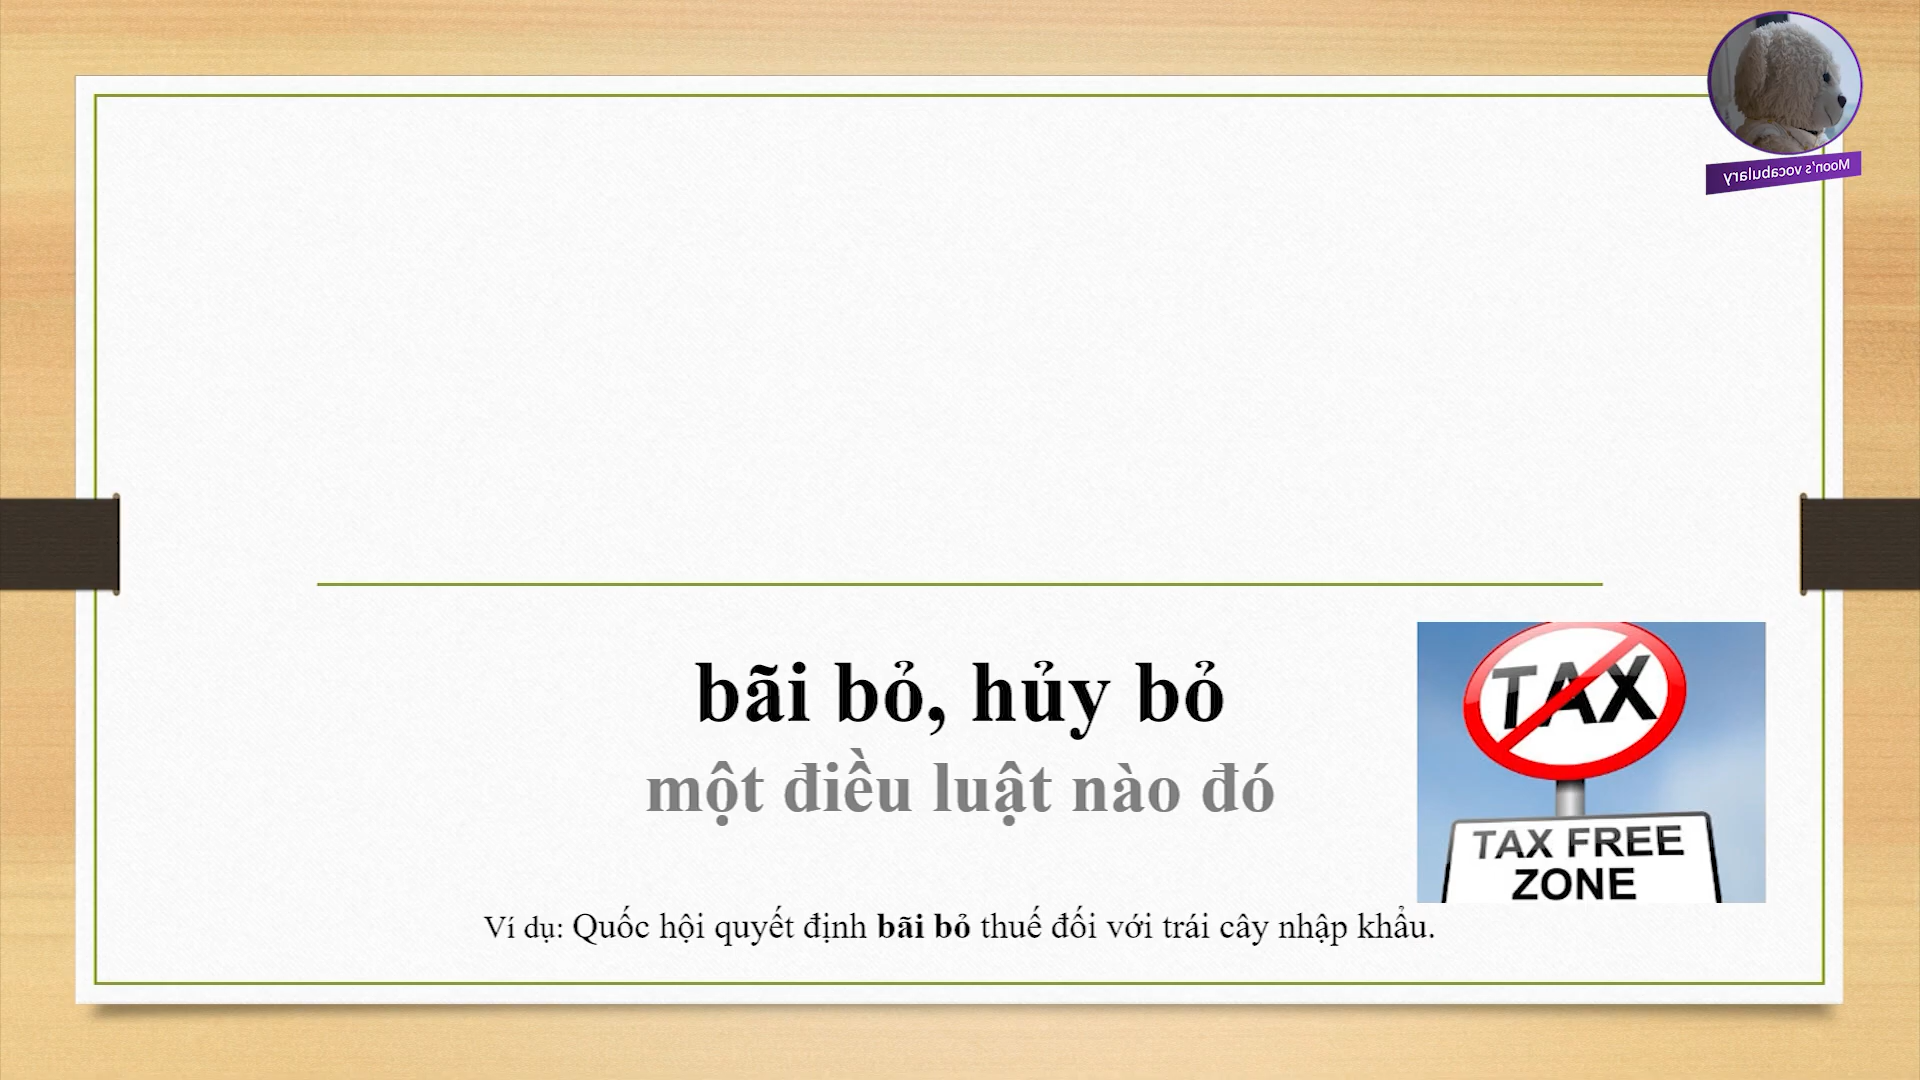 Moon's vocabulary
bãi bỏ, hủy bỏ
một điều luật nào đó
TAX
TAX FREE
ZONE
Ví dụ: Quốc hội quyết định bãi bỏ thuế đối với trái cây nhập khẩu.